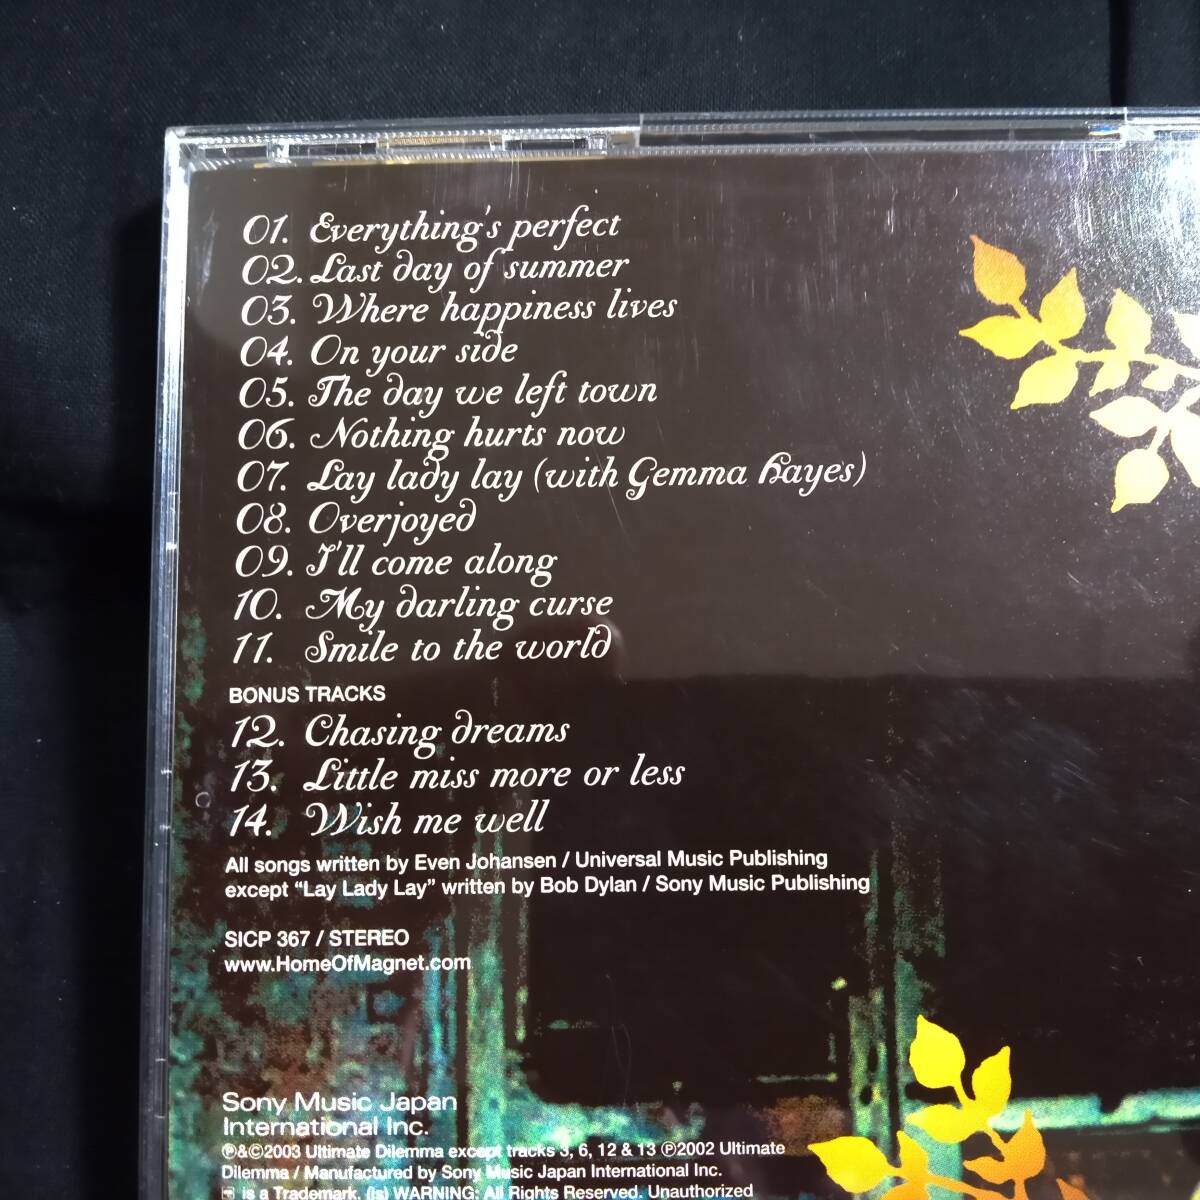 01. Everything's perfect
02. Last day of summer
03. Where happiness lives
04. On your side
05. The day we left town
06. Nothing hurts now
07. Lay lady lay (with Gemma Hayes)
08. Overjoyed
09. I'll come along
10. My darling curse
11. Smile to the world
BONUS TRACKS
12. Chasing dreams
13. Little miss more or less
14. Wish me well
All songs written by Even Johansen / Universal Music Publishing
except “Lay Lady Lay” written by Bob Dylan / Sony Music Publishing
SICP 367 / STEREO
www.HomeOfMagnet.com
Sony Music Japan
International Inc.
℗&©2003 Ultimate Dilemma except tracks 3, 6, 12 & 13 ℗2002 Ultimate
Dilemma / Manufactured by Sony Music Japan International Inc.
is a Trademark. (is) WARNING: All Rights Reserved. Unauthorized